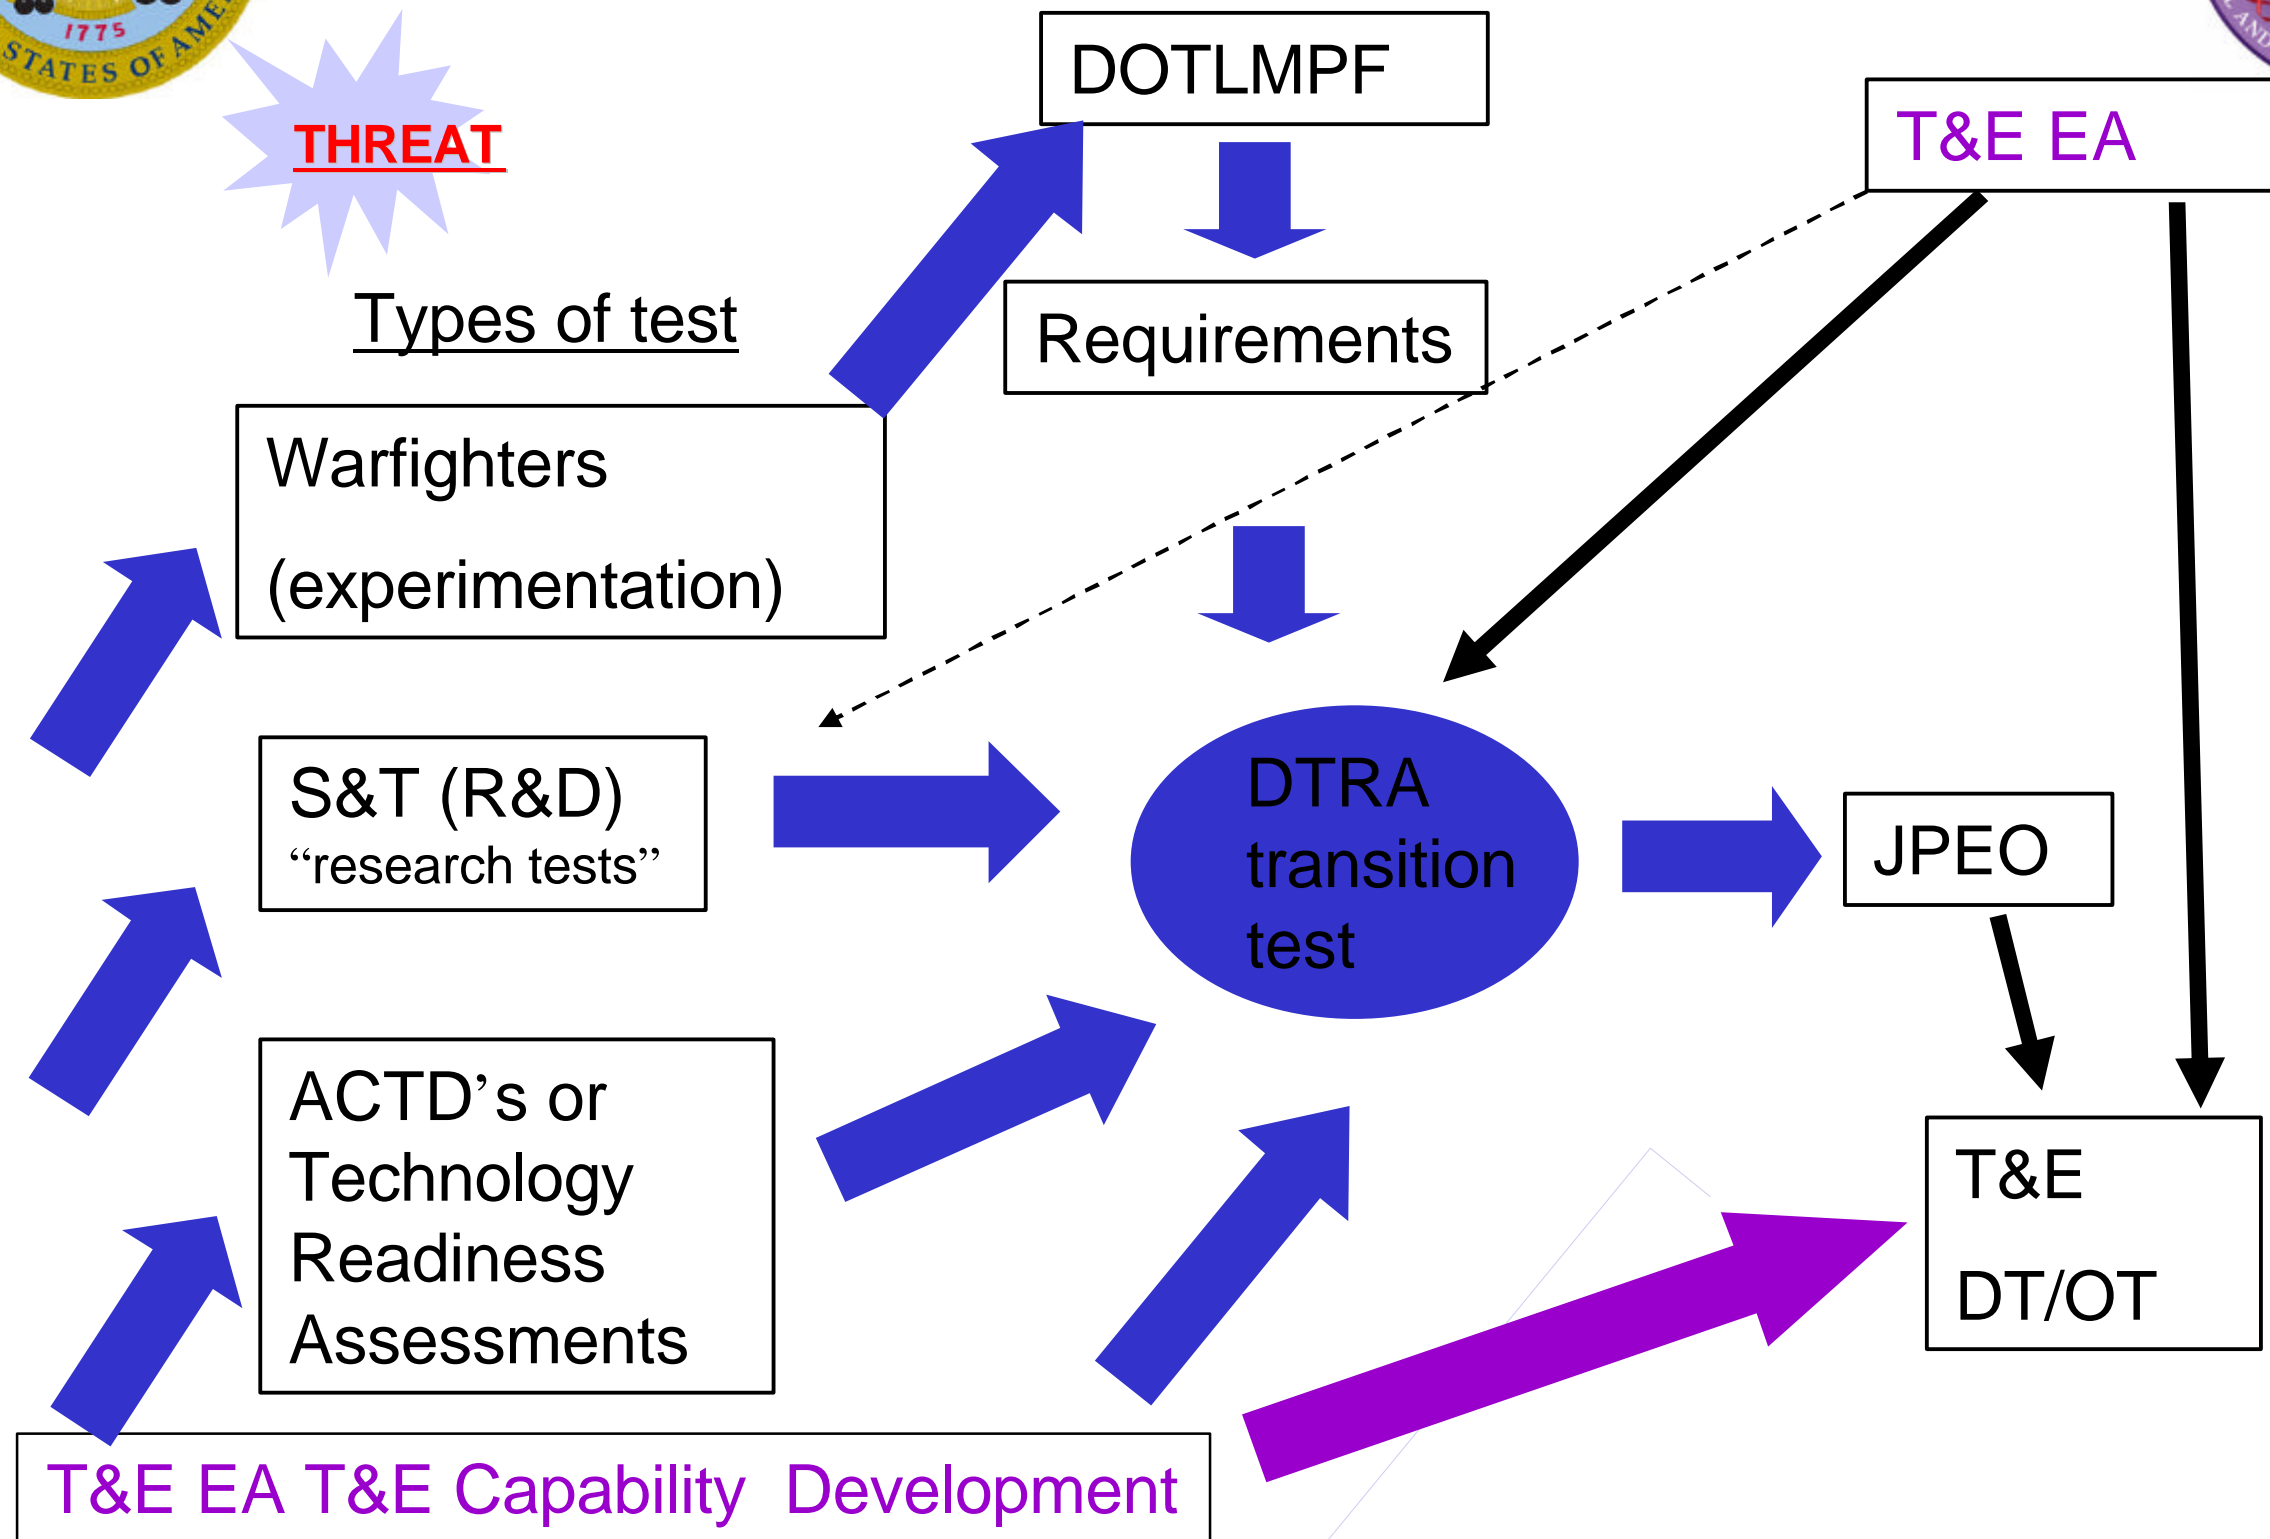 1775
STATES OF AME
L AND
DOTLMPF
T&E EA
THREAT
Types of test
Requirements
Warfighters
(experimentation)
S&T (R&D)
“research tests”
DTRA
transition
test
JPEO
ACTD’s or
Technology
Readiness
Assessments
T&E
DT/OT
T&E EA T&E Capability Development